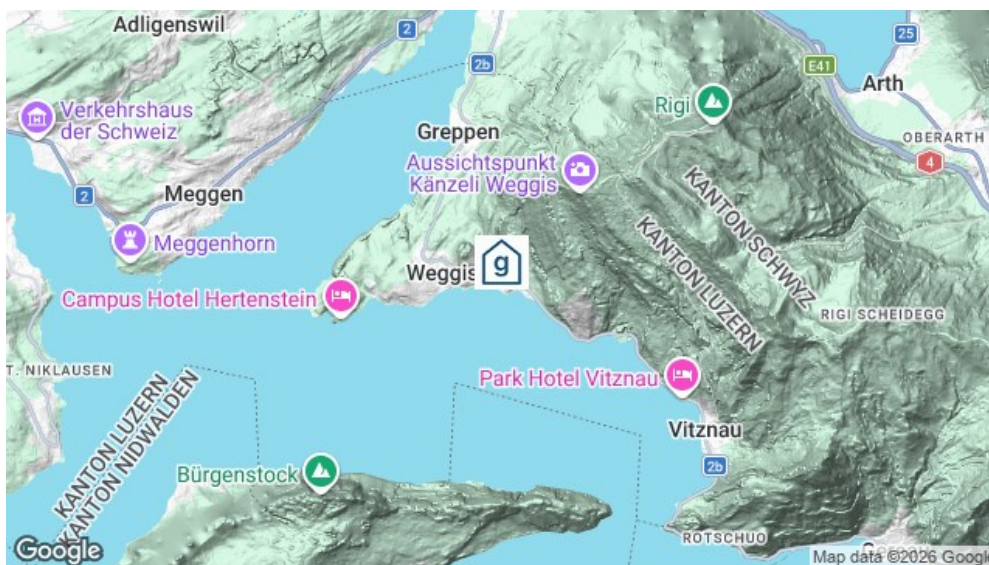 Adligenswil
2
2b
25
E41
Arth
Verkehrshaus
der Schweiz
Rigi
Greppen
OBERARTH
4
Aussichtspunkt
Känzeli Weggis
2
Meggen
KANTON SCHWYZ
KANTON LUZERN
Meggenhorn
Weggis
g
Campus Hotel Hertenstein
RIGI SCHEIDEGG
T. NIKLAUSEN
Park Hotel Vitznau
KANTON LUZERN
KANTON NIDWALDEN
Vitznau
2b
Bürgenstock
ROTSCHUO
Google
Map data ©2026 Google